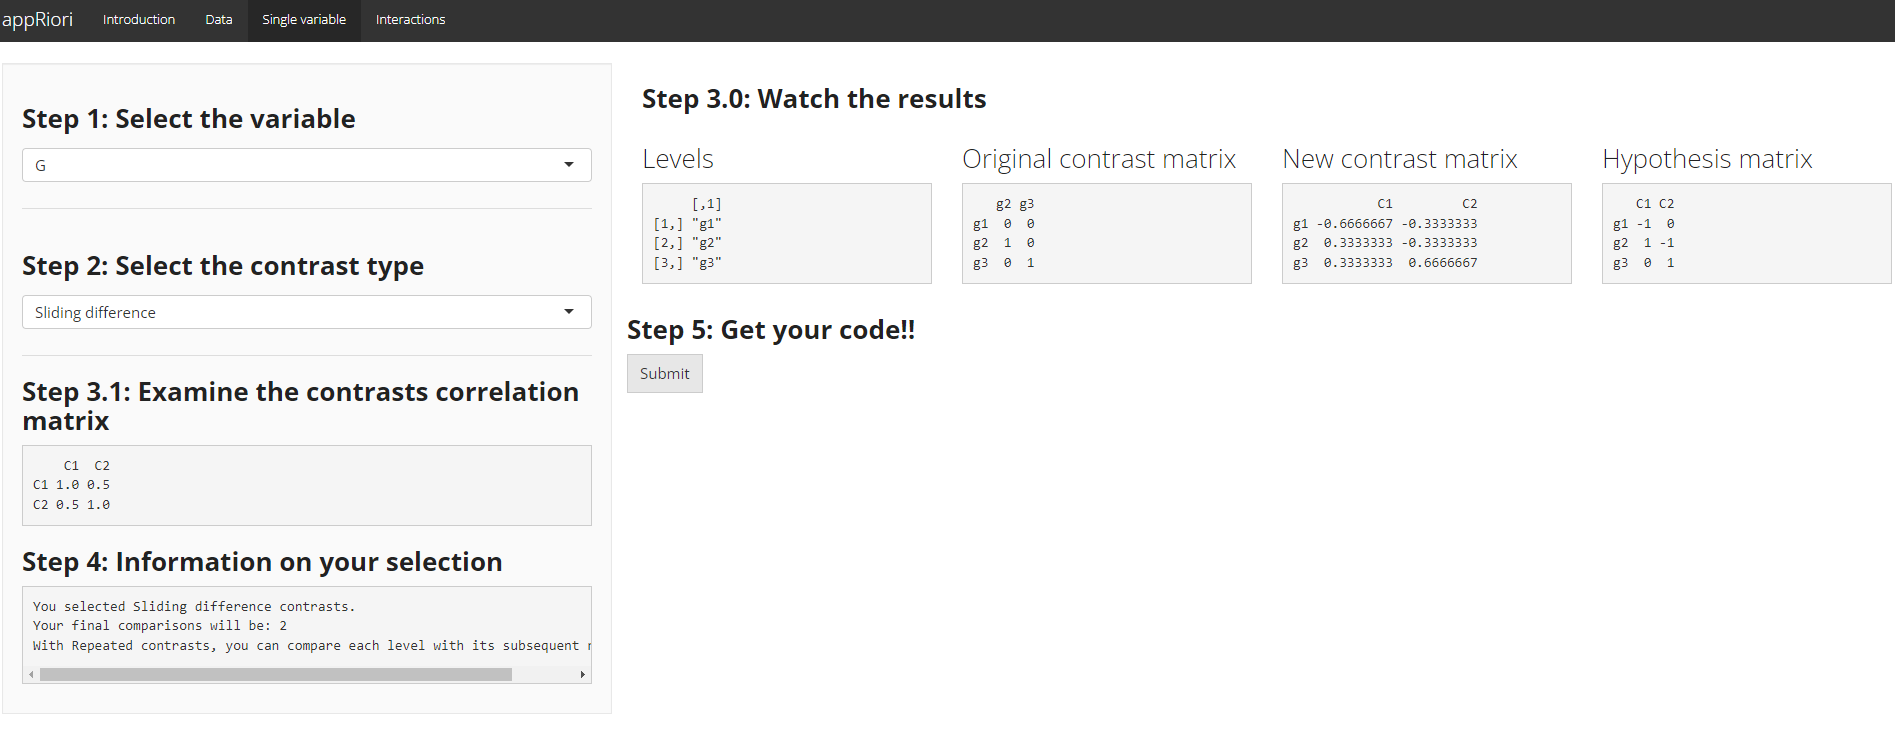 appRiori Introduction Data Single variable Interactions
Step 1: Select the variable
G
Step 2: Select the contrast type
Sliding difference
Step 3.1: Examine the contrasts correlation
matrix
C1 C2
C1 1.0 0.5
C2 0.5 1.0
Step 4: Information on your selection
You selected Sliding difference contrasts.
Your final comparisons will be: 2
With Repeated contrasts, you can compare each level with its subsequent
Step 3.0: Watch the results
Levels
[,1]
[1,] "g1"
[2,] "g2"
[3,] "g3"
Original contrast matrix
g2 g3
g1 0 0
g2 1 0
g3 0 1
New contrast matrix
C1 C2
g1 -0.6666667 -0.3333333
g2 0.3333333 -0.3333333
g3 0.3333333 0.6666667
Hypothesis matrix
C1 C2
g1 -1 0
g2 1 -1
g3 0 1
Step 5: Get your code!!
Submit